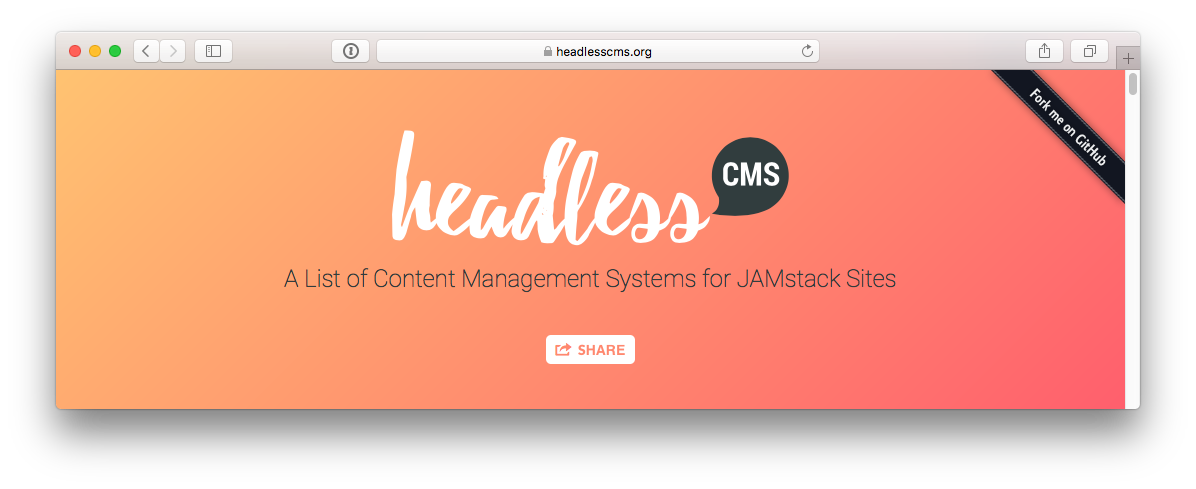 headlesscms.org
Fork me on GitHub
headless
CMS
A List of Content Management Systems for JAMstack Sites
SHARE